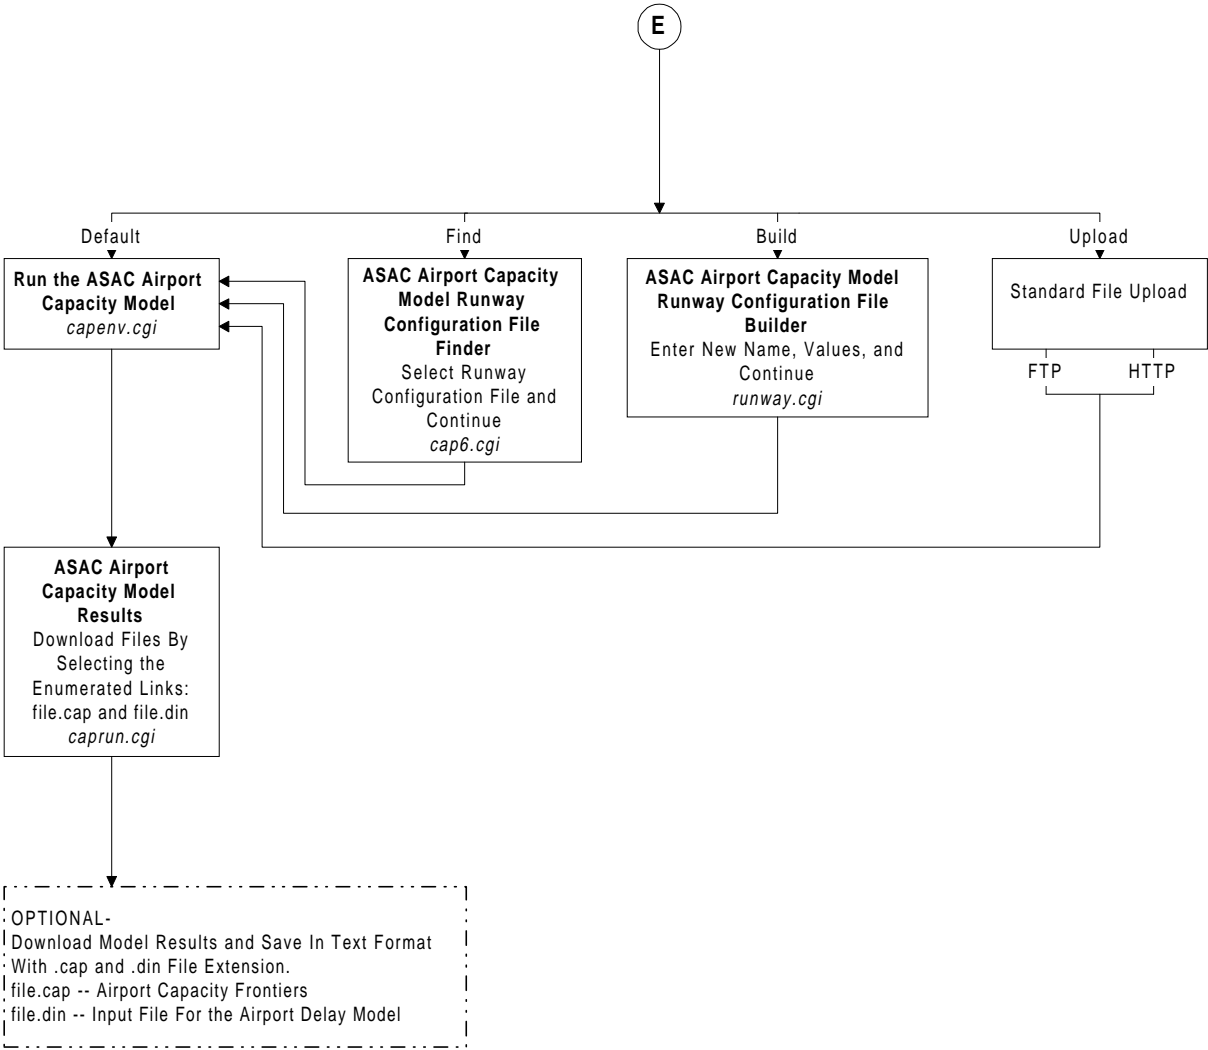 E
Default
Find
Build
Upload
Run the ASAC Airport
Capacity Model
capenv.cgi
ASAC Airport Capacity
Model Runway
Configuration File
Finder
Select Runway
Configuration File and
Continue
cap6.cgi
ASAC Airport Capacity Model
Runway Configuration File
Builder
Enter New Name, Values, and
Continue
runway.cgi
Standard File Upload
FTP
HTTP
ASAC Airport
Capacity Model
Results
Download Files By
Selecting the
Enumerated Links:
file.cap and file.din
caprun.cgi
OPTIONAL-
Download Model Results and Save In Text Format
With .cap and .din File Extension.
file.cap -- Airport Capacity Frontiers
file.din -- Input File For the Airport Delay Model